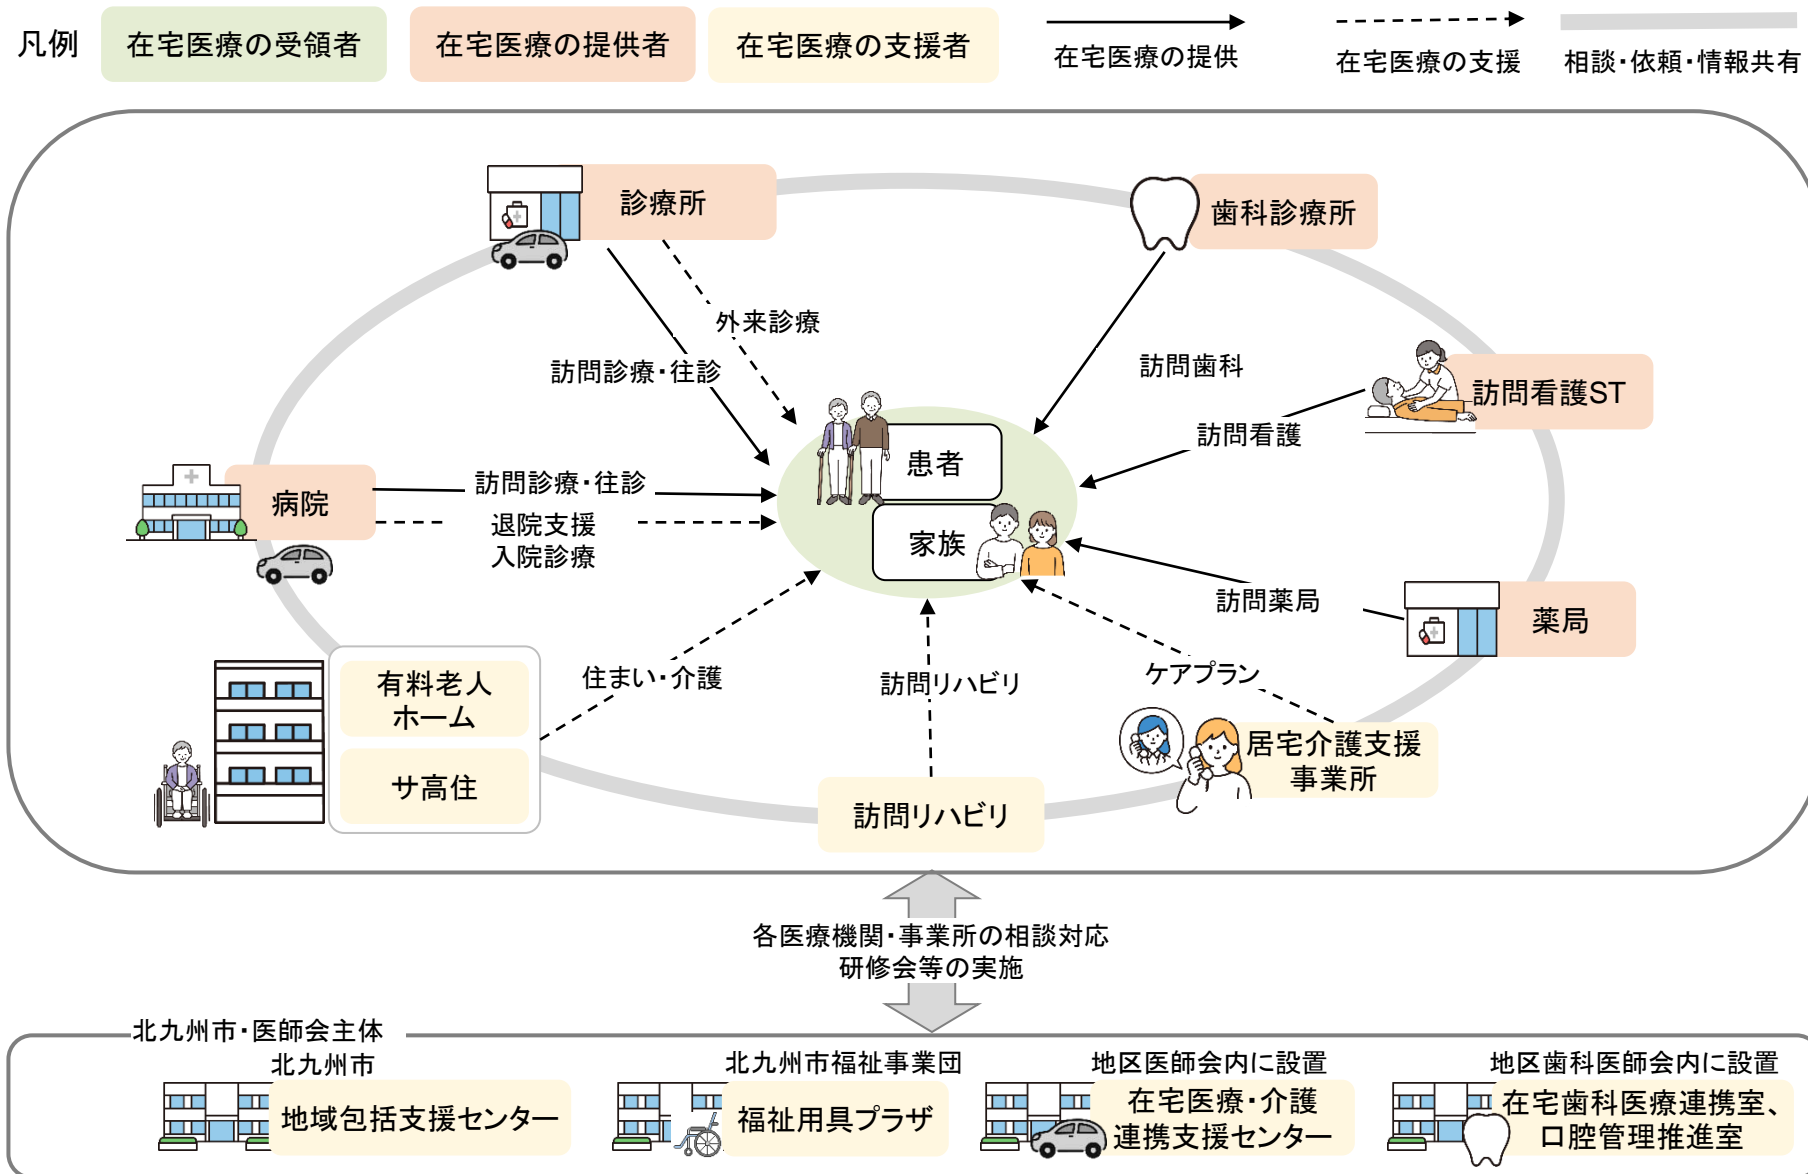 凡例
在宅医療の受領者
在宅医療の提供者
在宅医療の支援者
在宅医療の提供
在宅医療の支援
相談・依頼・情報共有
診療所
歯科診療所
外来診療
訪問診療・往診
訪問歯科
訪問看護ST
訪問看護
患者
家族
病院
訪問診療・往診
退院支援
入院診療
訪問薬局
薬局
有料老人
ホーム
サ高住
住まい・介護
訪問リハビリ
ケアプラン
居宅介護支援
事業所
訪問リハビリ
各医療機関・事業所の相談対応
研修会等の実施
北九州市・医師会主体
北九州市
地域包括支援センター
北九州市福祉事業団
福祉用具プラザ
地区医師会内に設置
在宅医療・介護
連携支援センター
地区歯科医師会内に設置
在宅歯科医療連携室、
口腔管理推進室